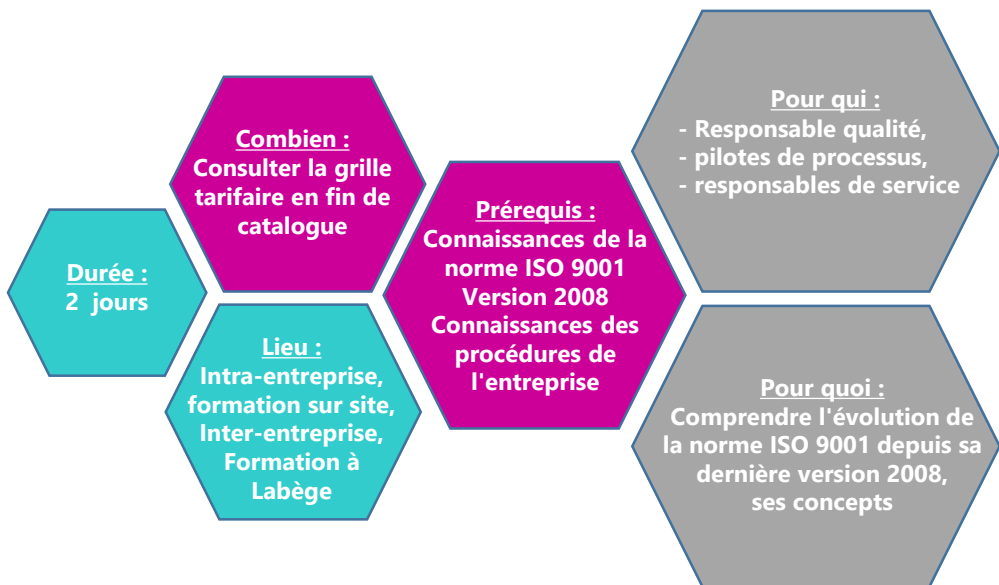 Durée :
2 jours
Combien :
Consulter la grille
tarifaire en fin de
catalogue
Lieu :
Intra-entreprise,
formation sur site,
Inter-entreprise,
Formation à
Labège
Prérequis :
Connaissances de la
norme ISO 9001
Version 2008
Connaissances des
procédures de
l'entreprise
Pour qui :
- Responsable qualité,
- pilotes de processus,
- responsables de service
Pour quoi :
Comprendre l'évolution de
la norme ISO 9001 depuis sa
dernière version 2008,
ses concepts